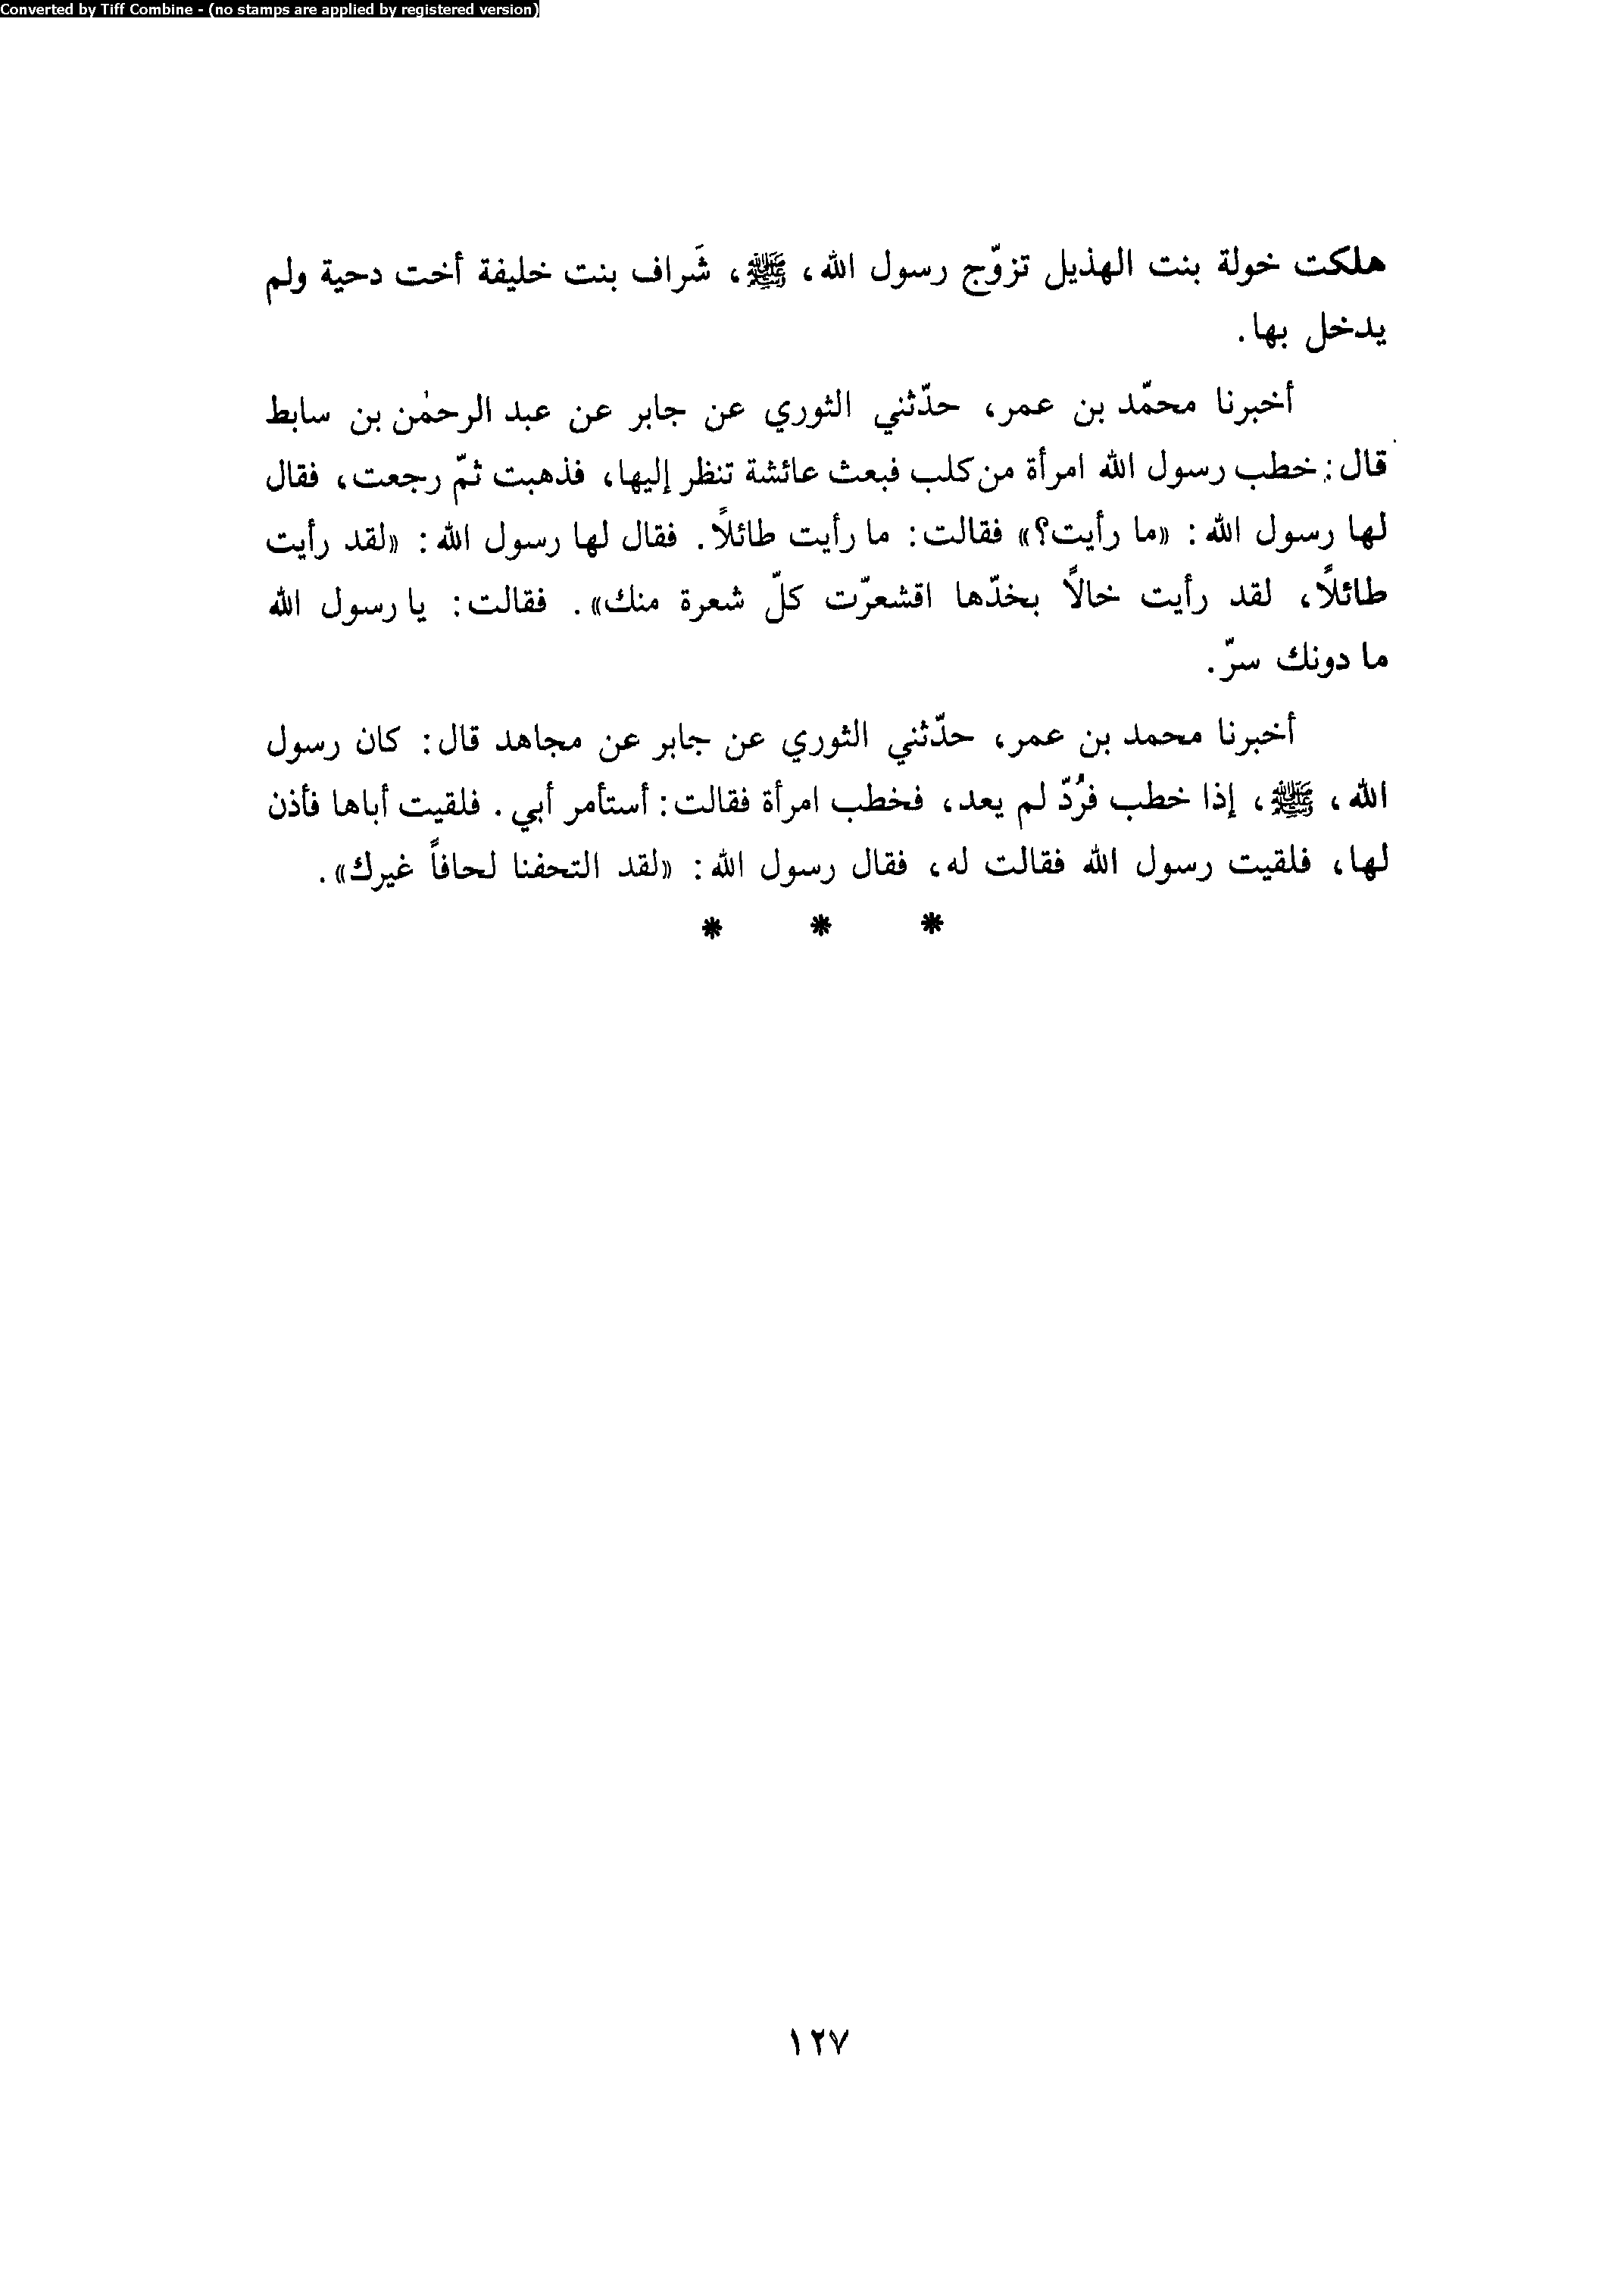 Converted by Tiff Combine - (no stamps are applied by registered version)
هلكت خولة بنت الهذيل تزوّج رسول الله، ﷺ، شَراف بنت خليفة أخت دحية ولم
يدخل بها.
أخبرنا محمّد بن عمر، حدّثني الثوري عن جابر عن عبد الرحمٰن بن سابط
قال: خطب رسول الله امرأة من كلب فبعث عائشة تنظر إليها، فذهبت ثمّ رجعت، فقال
لها رسول الله: «ما رأيت؟» فقالت: ما رأيت طائلاً. فقال لها رسول الله: «لقد رأيت
طائلاً، لقد رأيت خالاً بخدّها اقشعرّت كلّ شعرة منك». فقالت: يا رسول الله
ما دونك سرّ.
أخبرنا محمد بن عمر، حدّثني الثوري عن جابر عن مجاهد قال: كان رسول
الله، ﷺ، إذا خطب فرُدّ لم يعد، فخطب امرأة فقالت: أستأمر أبي. فلقيت أباها فأذن
لها، فلقيت رسول الله فقالت له، فقال رسول الله: «لقد التحفنا لحافاً غيرك».
* * *
١٢٧